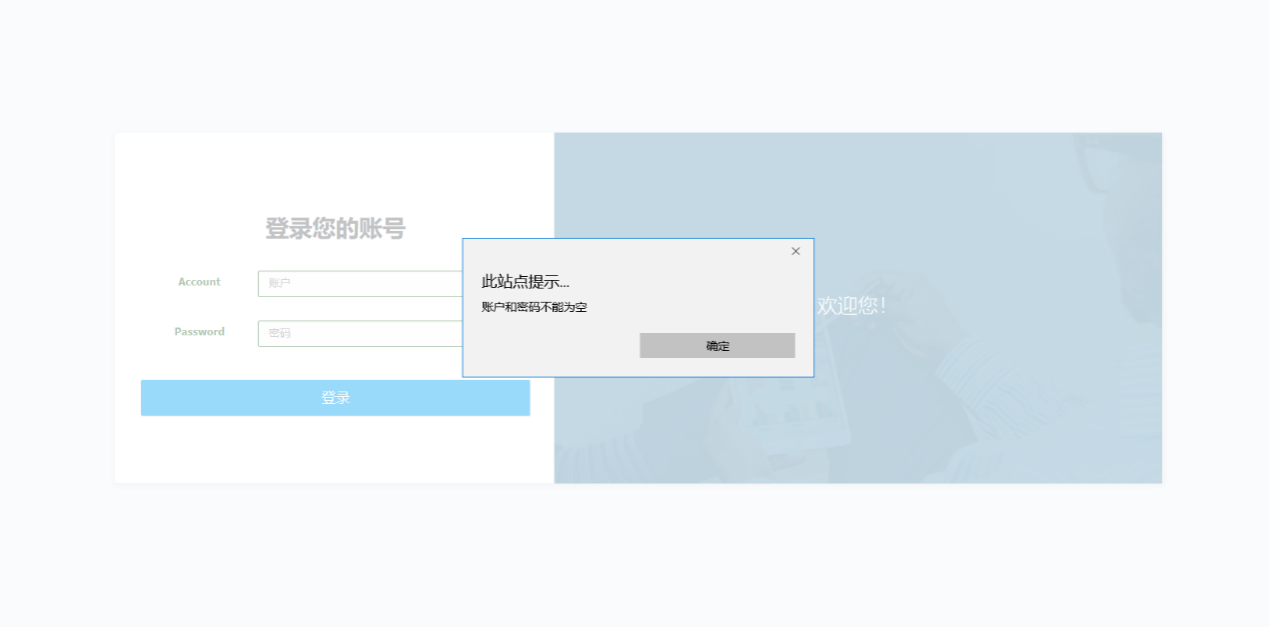 登录您的账号
Account
账户
Password
密码
登录
此站点提示...
账户和密码不能为空
确定
欢迎您！